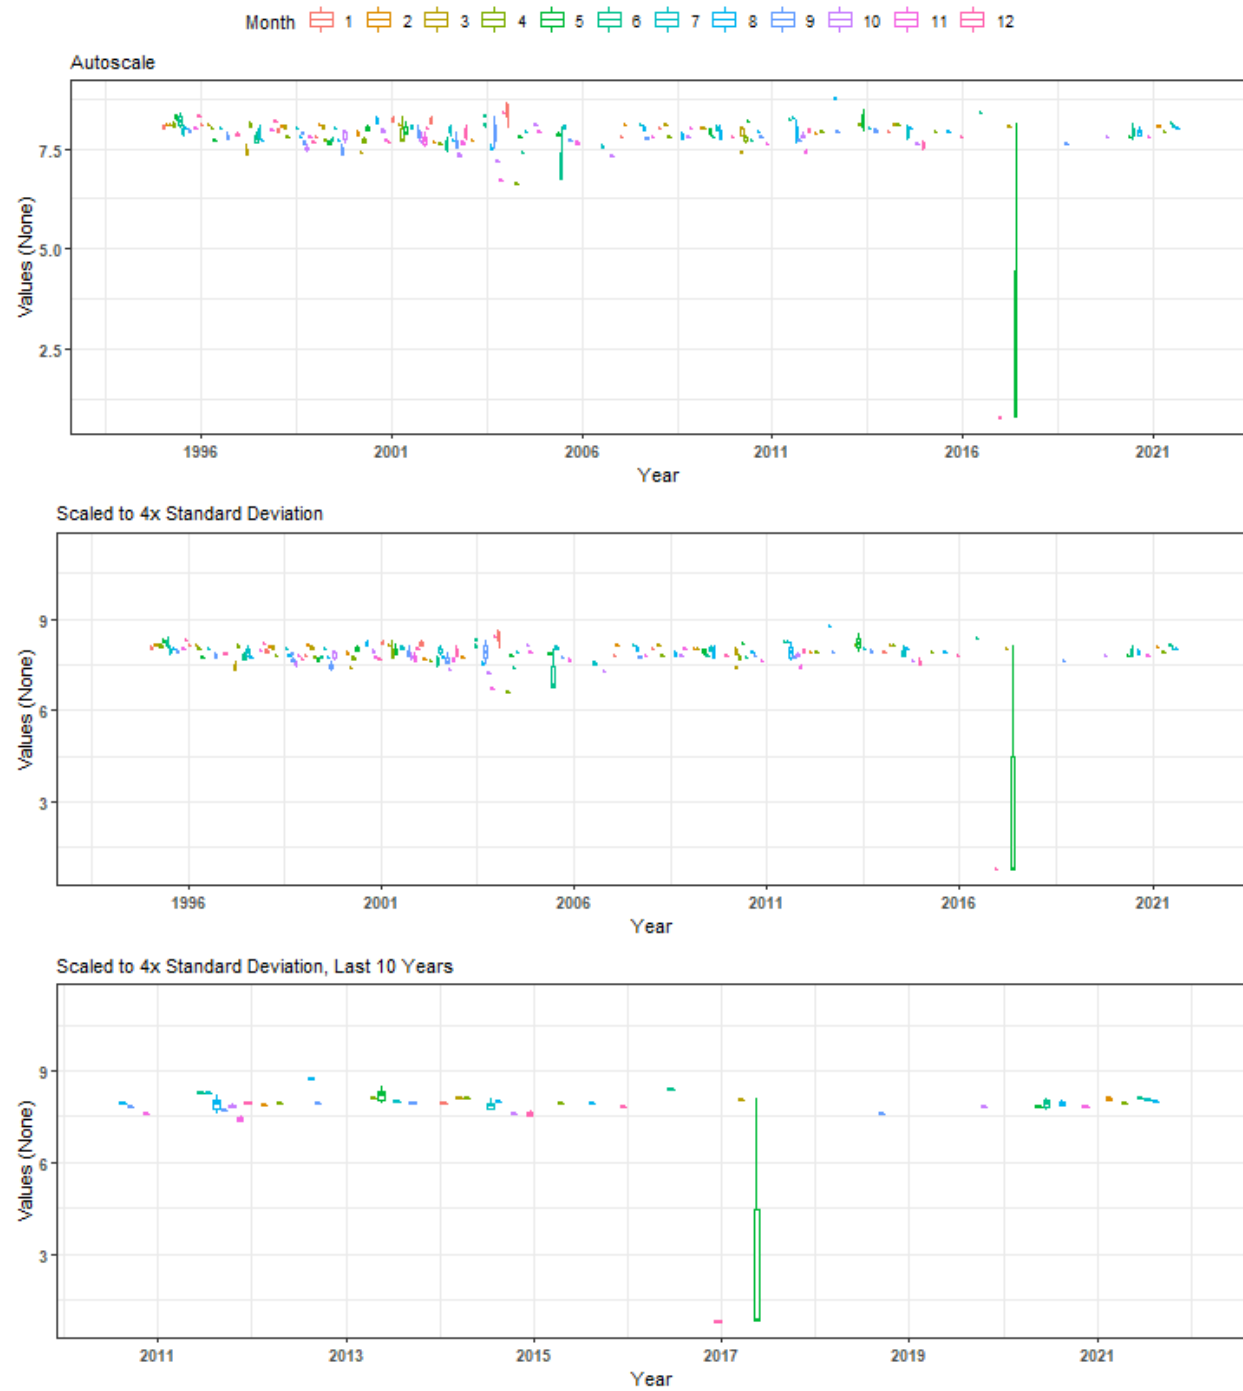 Month 1 2 3 4 5 6 7 8 9 10 11 12
Autoscale
Values (None)
7.5
5.0
2.5
1996 2001 2006 2011 2016 2021
Year
Scaled to 4x Standard Deviation
Values (None)
9
6
3
1996 2001 2006 2011 2016 2021
Year
Scaled to 4x Standard Deviation, Last 10 Years
Values (None)
9
6
3
2011 2013 2015 2017 2019 2021
Year